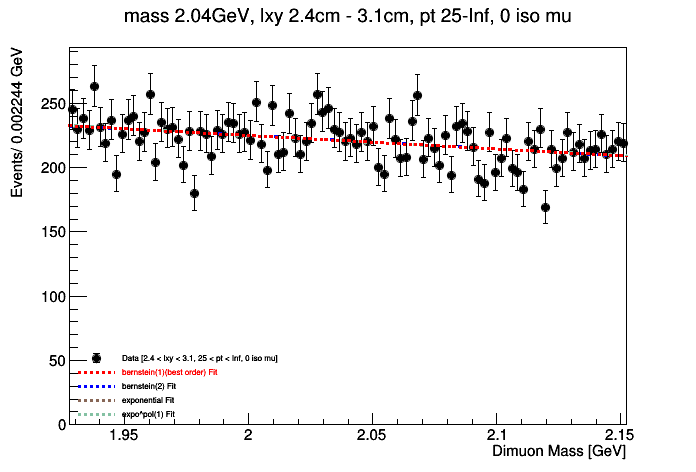 mass 2.04GeV, lxy 2.4cm - 3.1cm, pt 25-Inf, 0 iso mu
Events/ 0.002244 GeV
250
200
150
100
50
0
Data [2.4 < lxy < 3.1, 25 < pt < Inf, 0 iso mu]
bernstein(1)(best order) Fit
bernstein(2) Fit
exponential Fit
expo*pol(1) Fit
1.95 2 2.05 2.1 2.15
Dimuon Mass [GeV]